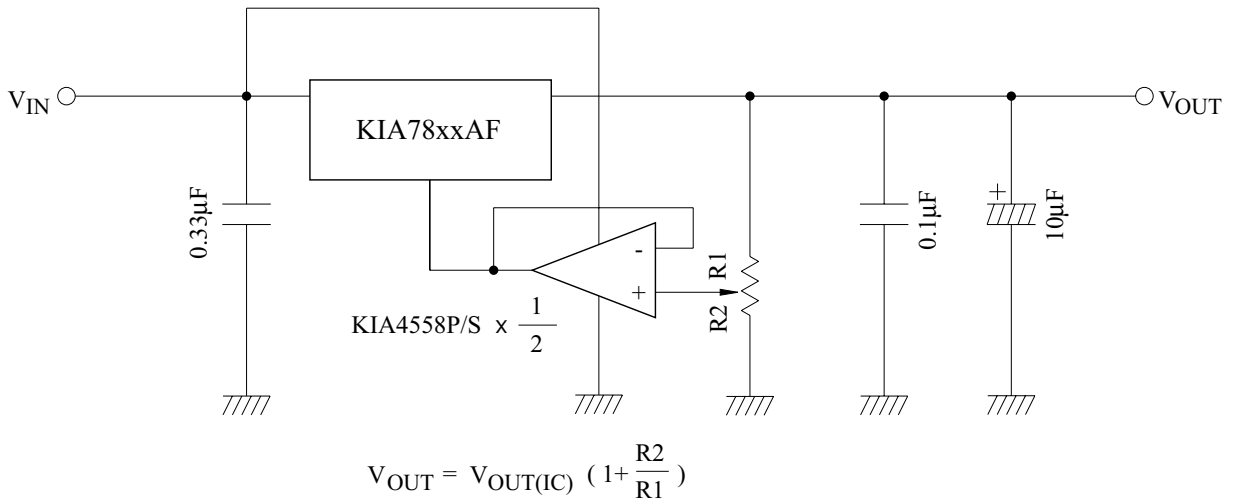 V_IN
KIA78xxAF
V_OUT
0.33μF
-
+
R1
R2
0.1μF
+
10μF
KIA4558P/S x 1/2
V_OUT = V_OUT(IC) (1+ R2/R1)